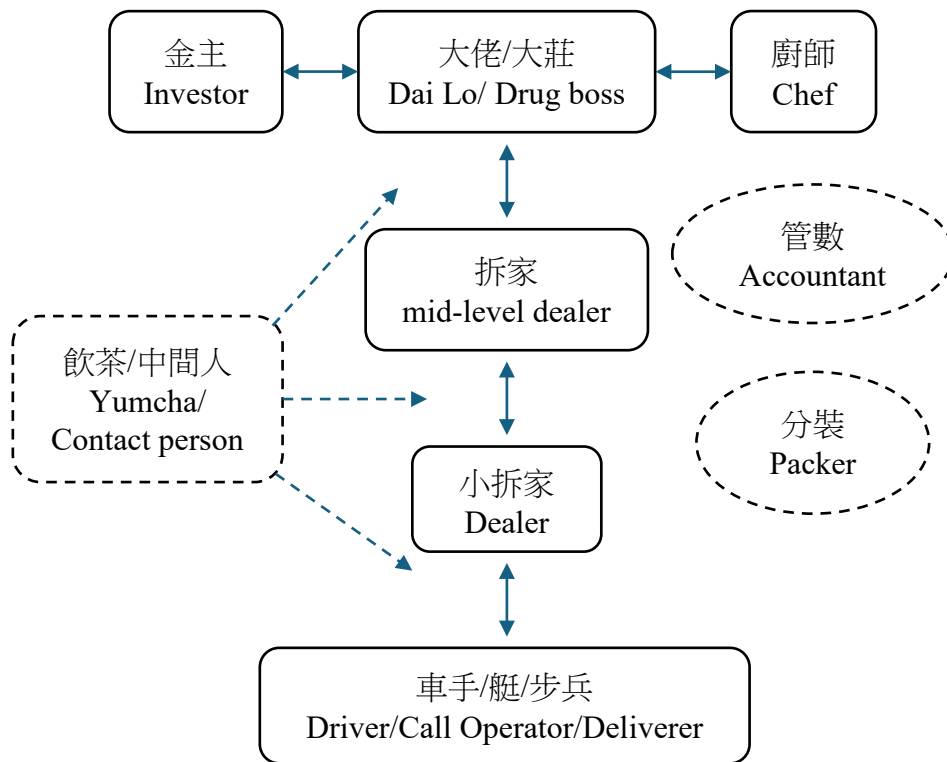 金主
Investor
大佬/大莊
Dai Lo/ Drug boss
廚師
Chef
拆家
mid-level dealer
管數
Accountant
飲茶/中間人
Yumcha/
Contact person
分裝
Packer
小拆家
Dealer
車手/艇/步兵
Driver/Call Operator/Deliverer